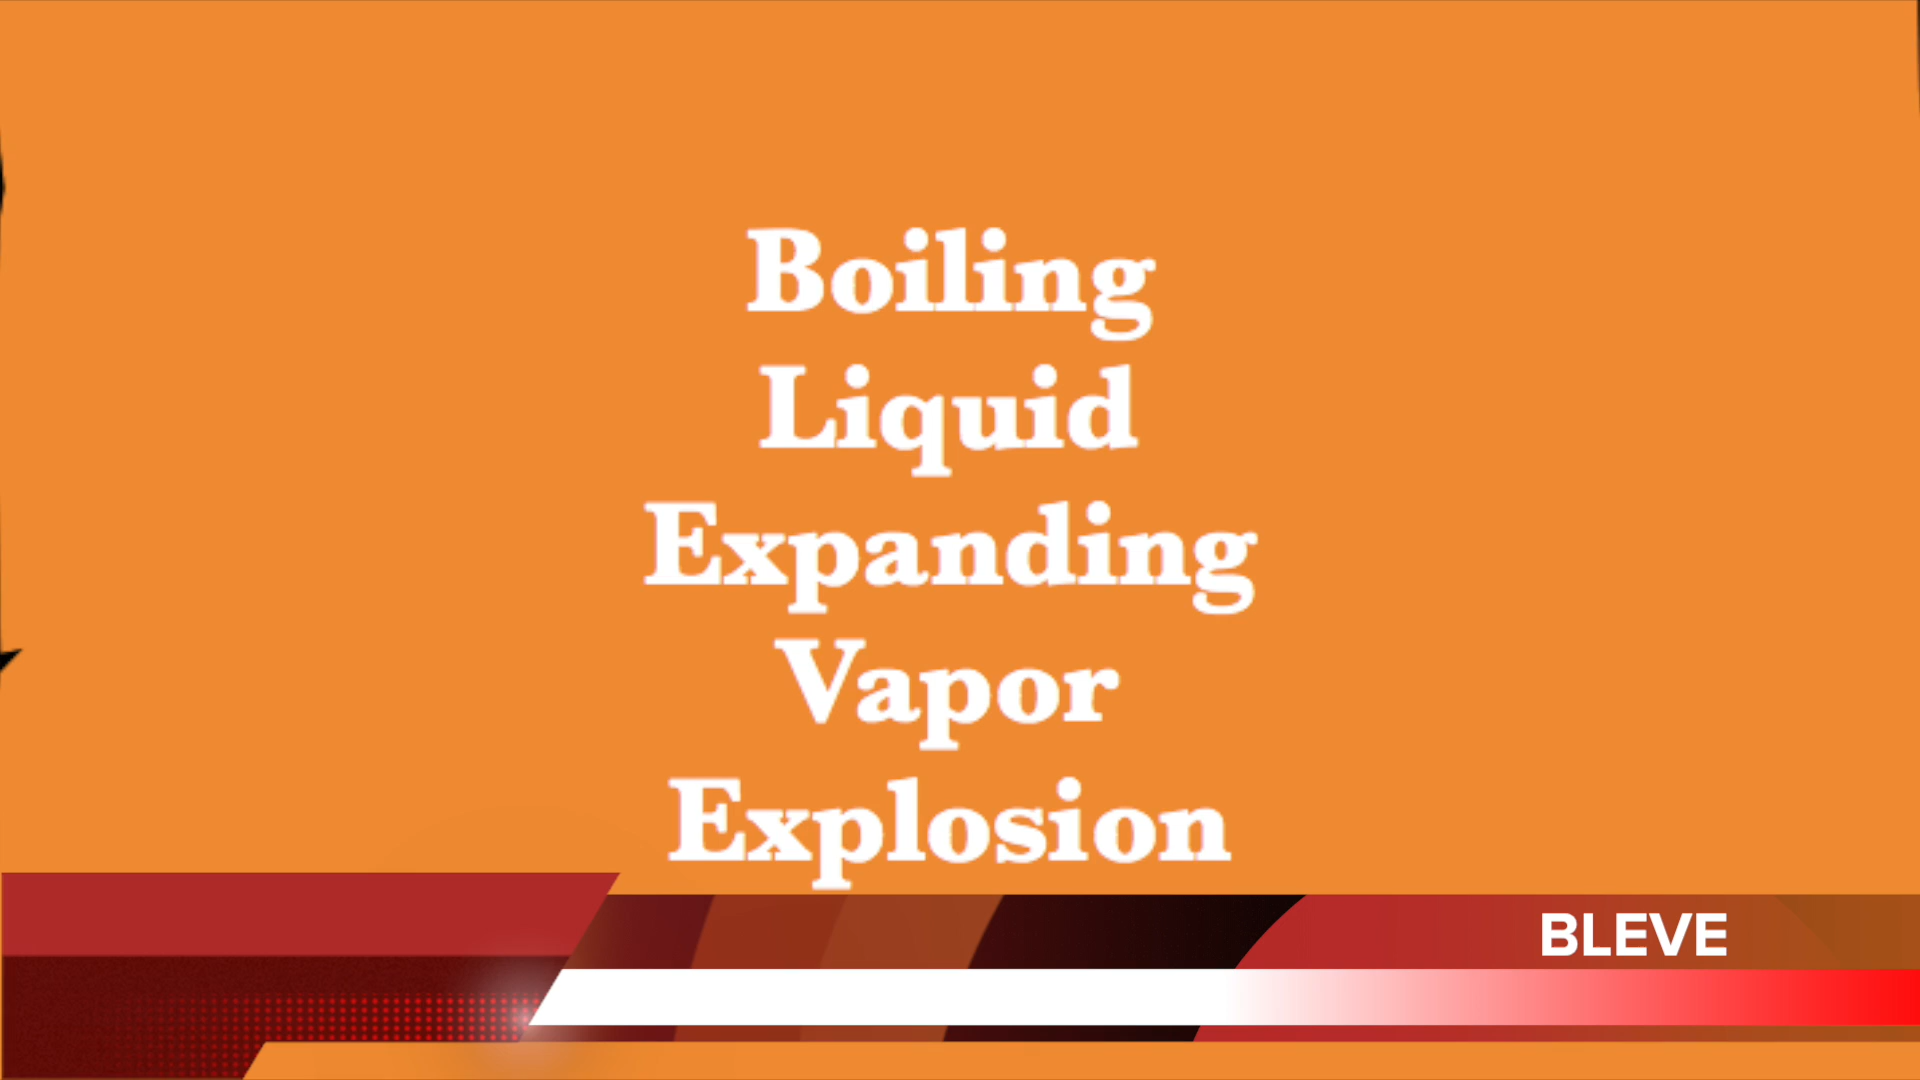 Boiling
Liquid
Expanding
Vapor
Explosion
BLEVE